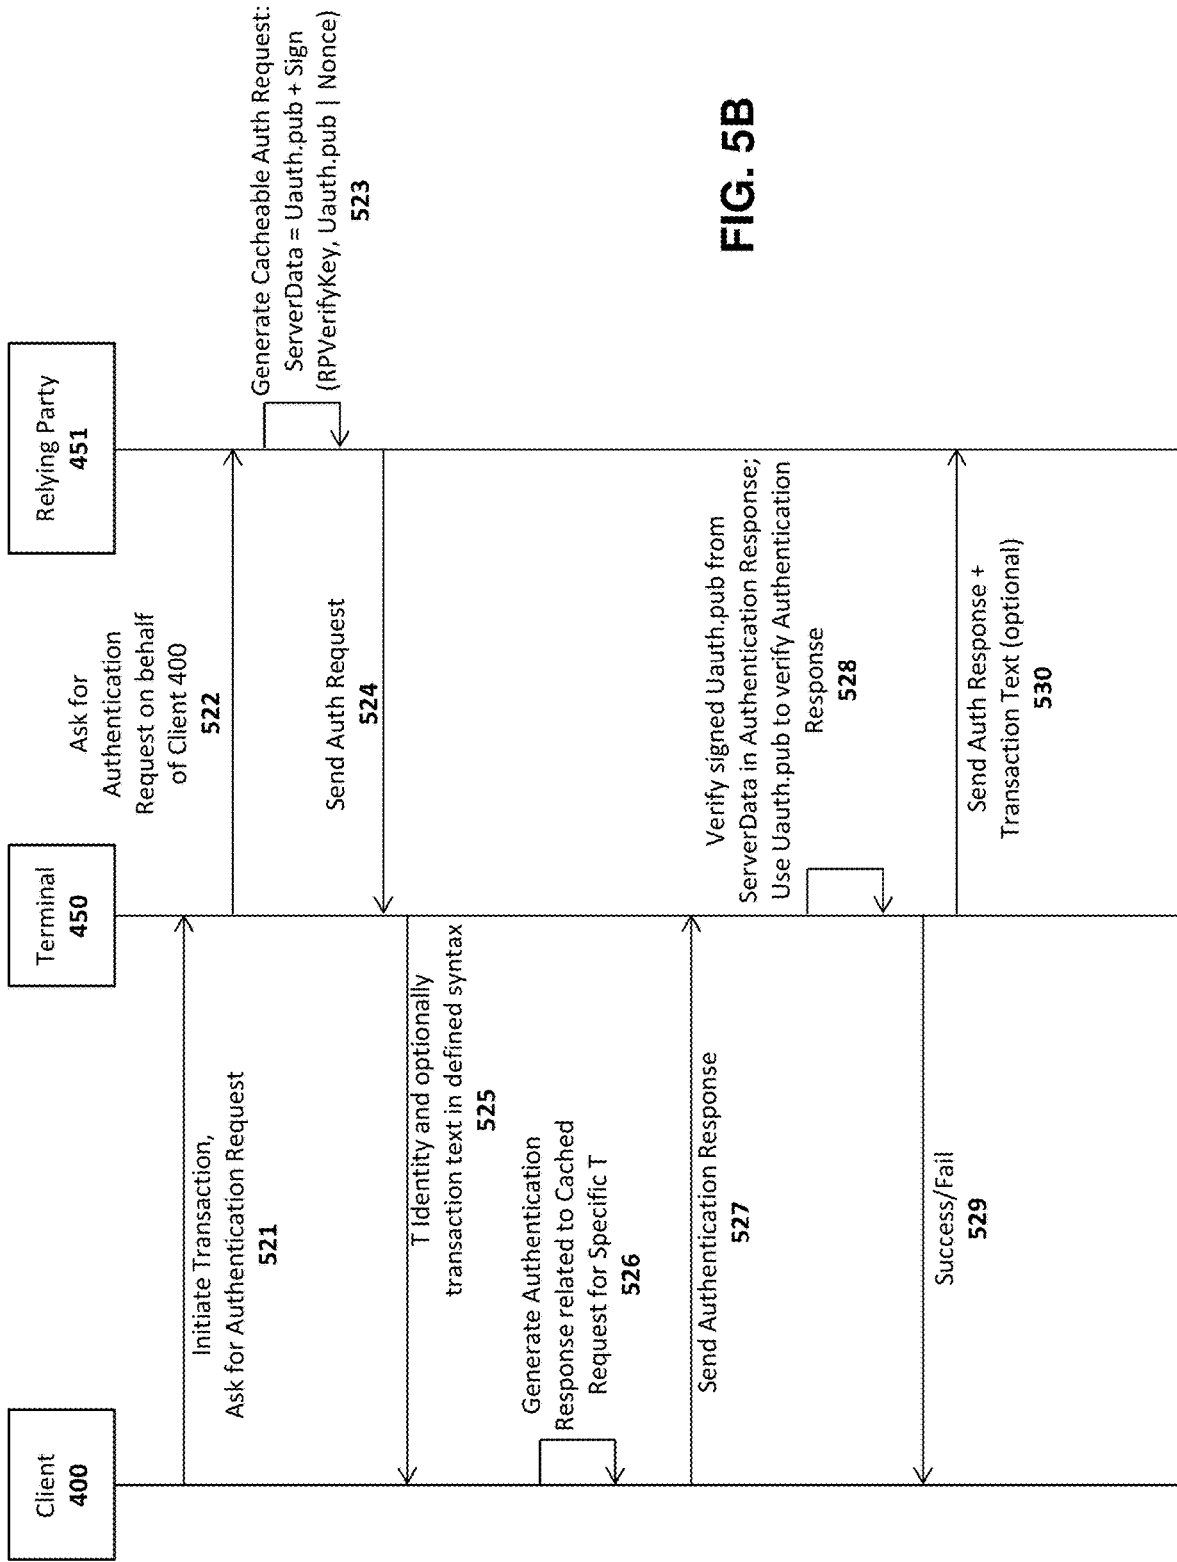 Client
400
Terminal
450
Relying Party
451
Initiate Transaction,
Ask for Authentication Request
521
Ask for
Authentication
Request on behalf
of Client 400
522
Generate Cacheable Auth Request:
ServerData = Uauth.pub + Sign
(RPVerifyKey, Uauth.pub | Nonce)
523
Send Auth Request
524
T Identity and optionally
transaction text in defined syntax
525
Generate Authentication
Response related to Cached
Request for Specific T
526
Send Authentication Response
527
Verify signed Uauth.pub from
ServerData in Authentication Response;
Use Uauth.pub to verify Authentication
Response
528
Success/Fail
529
Send Auth Response +
Transaction Text (optional)
530
FIG. 5B